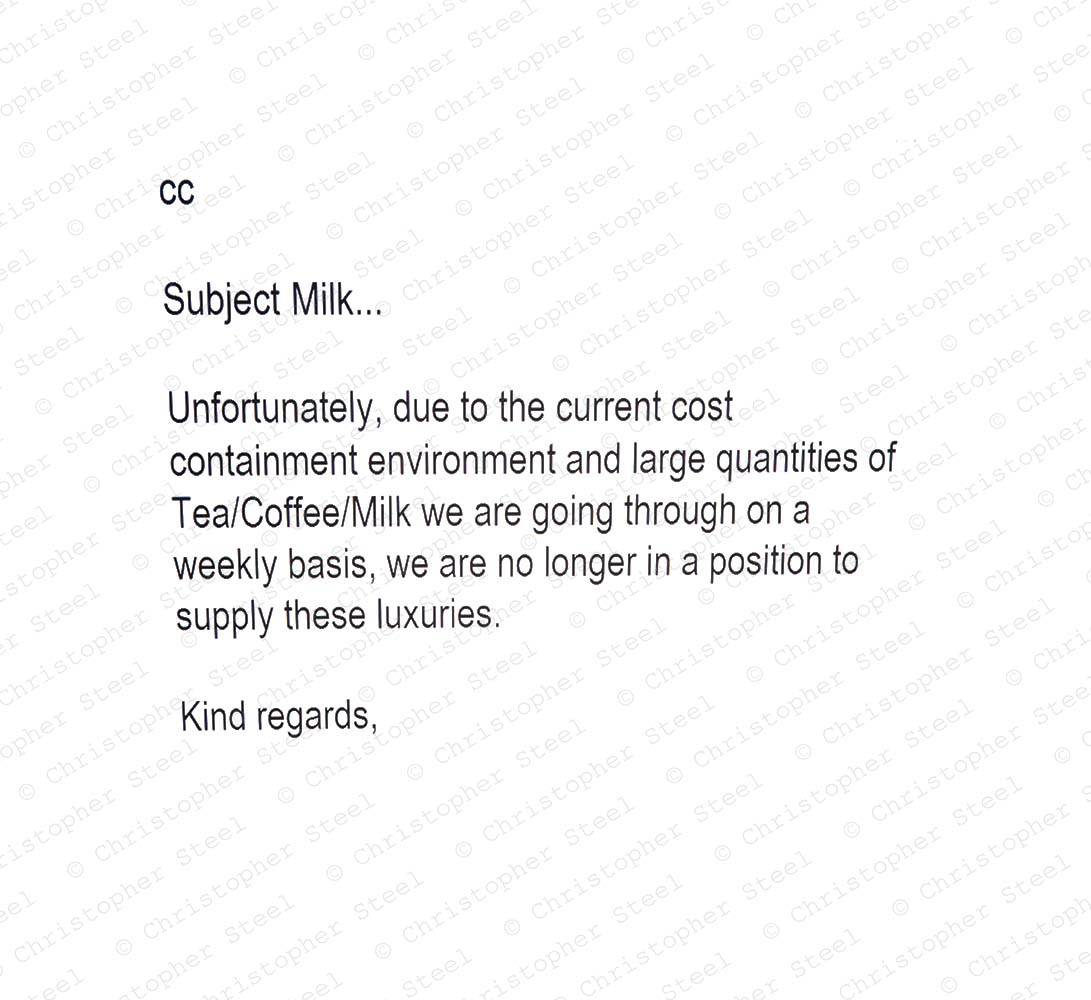 cc
Subject Milk...
Unfortunately, due to the current cost
containment environment and large quantities of
Tea/Coffee/Milk we are going through on a
weekly basis, we are no longer in a position to
supply these luxuries.
Kind regards,
© Christopher Steel